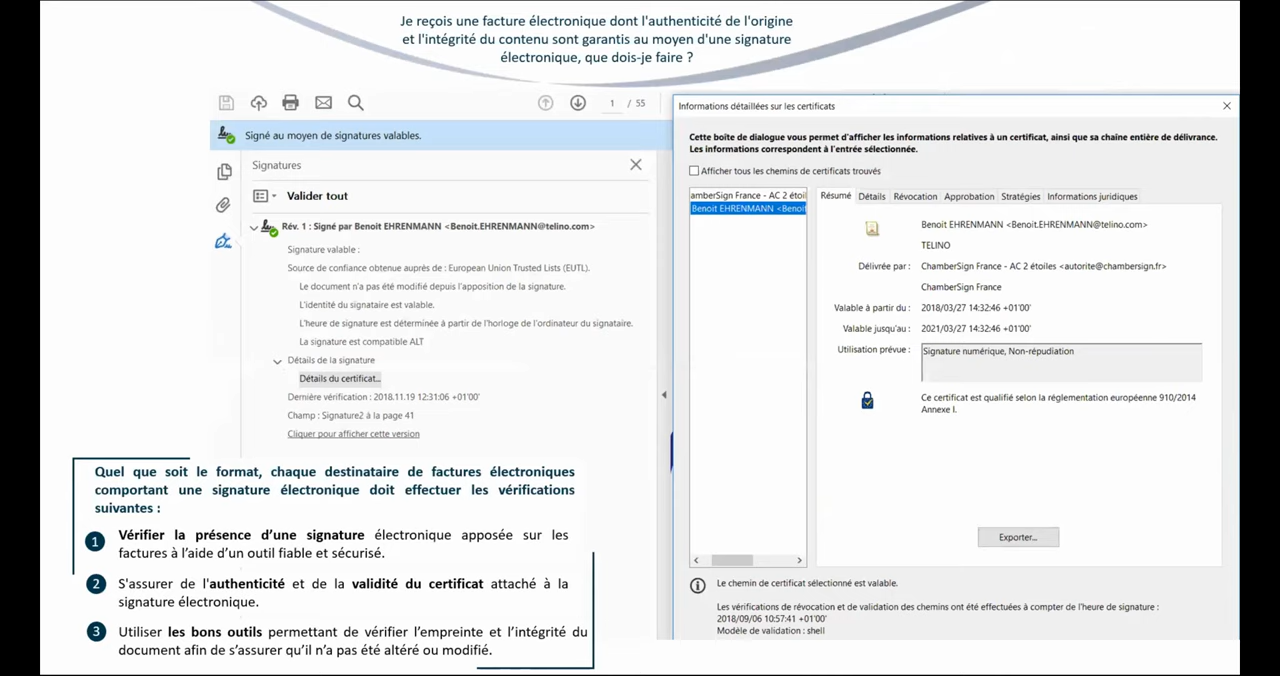 Je reçois une facture électronique dont l'authenticité de l'origine
et l'intégrité du contenu sont garantis au moyen d'une signature
électronique, que dois-je faire ?
1 / 55
Signé au moyen de signatures valables.
Signatures
Valider tout
Rév. 1 : Signé par Benoit EHRENMANN <Benoit.EHRENMANN@telino.com>
Signature valable :
Source de confiance obtenue auprès de : European Union Trusted Lists (EUTL).
Le document n'a pas été modifié depuis l'apposition de la signature.
L'identité du signataire est valable.
L'heure de signature est déterminée à partir de l'horloge de l'ordinateur du signataire.
La signature est compatible ALT
Détails de la signature
Détails du certificat...
Dernière vérification : 2018.11.19 12:31:06 +01'00'
Champ : Signature2 à la page 41
Cliquer pour afficher cette version
Informations détaillées sur les certificats
Cette boîte de dialogue vous permet d'afficher les informations relatives à un certificat, ainsi que sa chaîne entière de délivrance.
Les informations correspondent à l'entrée sélectionnée.
Afficher tous les chemins de certificats trouvés
amberSign France - AC 2 étoil
Benoit EHRENMANN <Benoit
Résumé Détails Révocation Approbation Stratégies Informations juridiques
Benoit EHRENMANN <Benoit.EHRENMANN@telino.com>
TELINO
Délivrée par : ChamberSign France - AC 2 étoiles <autorite@chambersign.fr>
ChamberSign France
Valable à partir du : 2018/03/27 14:32:46 +01'00'
Valable jusqu'au : 2021/03/27 14:32:46 +01'00'
Utilisation prévue : Signature numérique, Non-répudiation
Ce certificat est qualifié selon la réglementation européenne 910/2014
Annexe I.
Exporter...
Le chemin de certificat sélectionné est valable.
Les vérifications de révocation et de validation des chemins ont été effectuées à compter de l'heure de signature :
2018/09/06 10:57:41 +01'00'
Modèle de validation : shell
Quel que soit le format, chaque destinataire de factures électroniques
comportant une signature électronique doit effectuer les vérifications
suivantes :
1 Vérifier la présence d'une signature électronique apposée sur les
factures à l'aide d'un outil fiable et sécurisé.
2 S'assurer de l'authenticité et de la validité du certificat attaché à la
signature électronique.
3 Utiliser les bons outils permettant de vérifier l'empreinte et l'intégrité du
document afin de s'assurer qu'il n'a pas été altéré ou modifié.